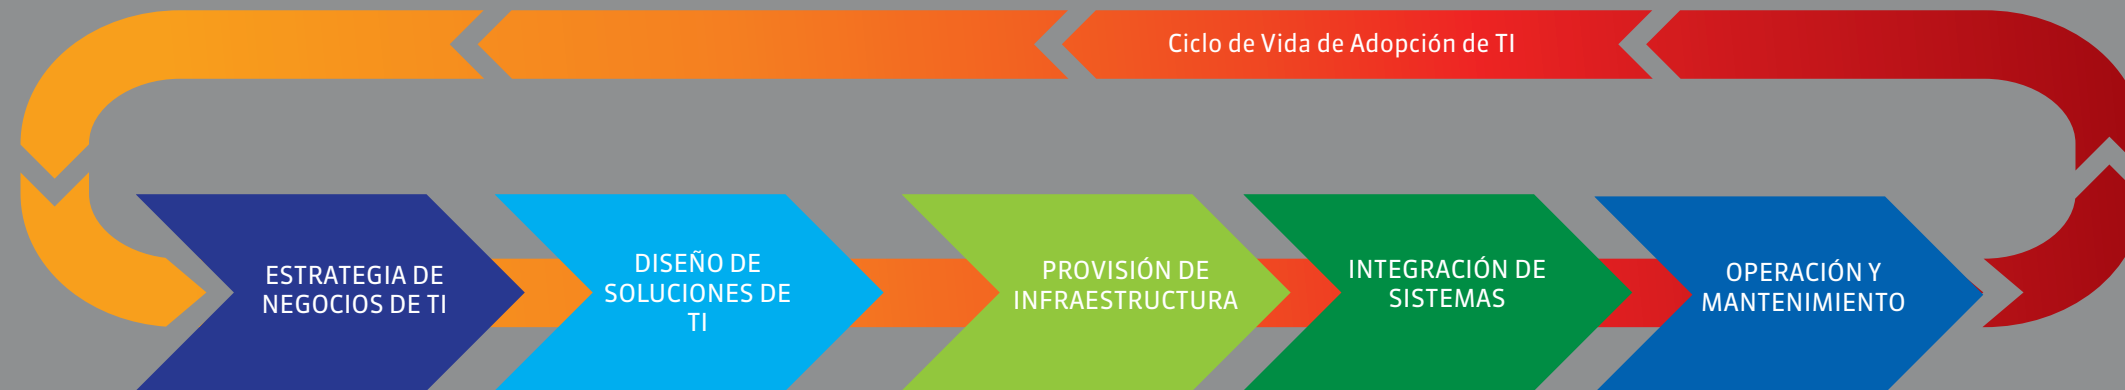 Ciclo de Vida de Adopción de TI
ESTRATEGIA DE
NEGOCIOS DE TI
DISEÑO DE
SOLUCIONES DE
TI
PROVISIÓN DE
INFRAESTRUCTURA
INTEGRACIÓN DE
SISTEMAS
OPERACIÓN Y
MANTENIMIENTO